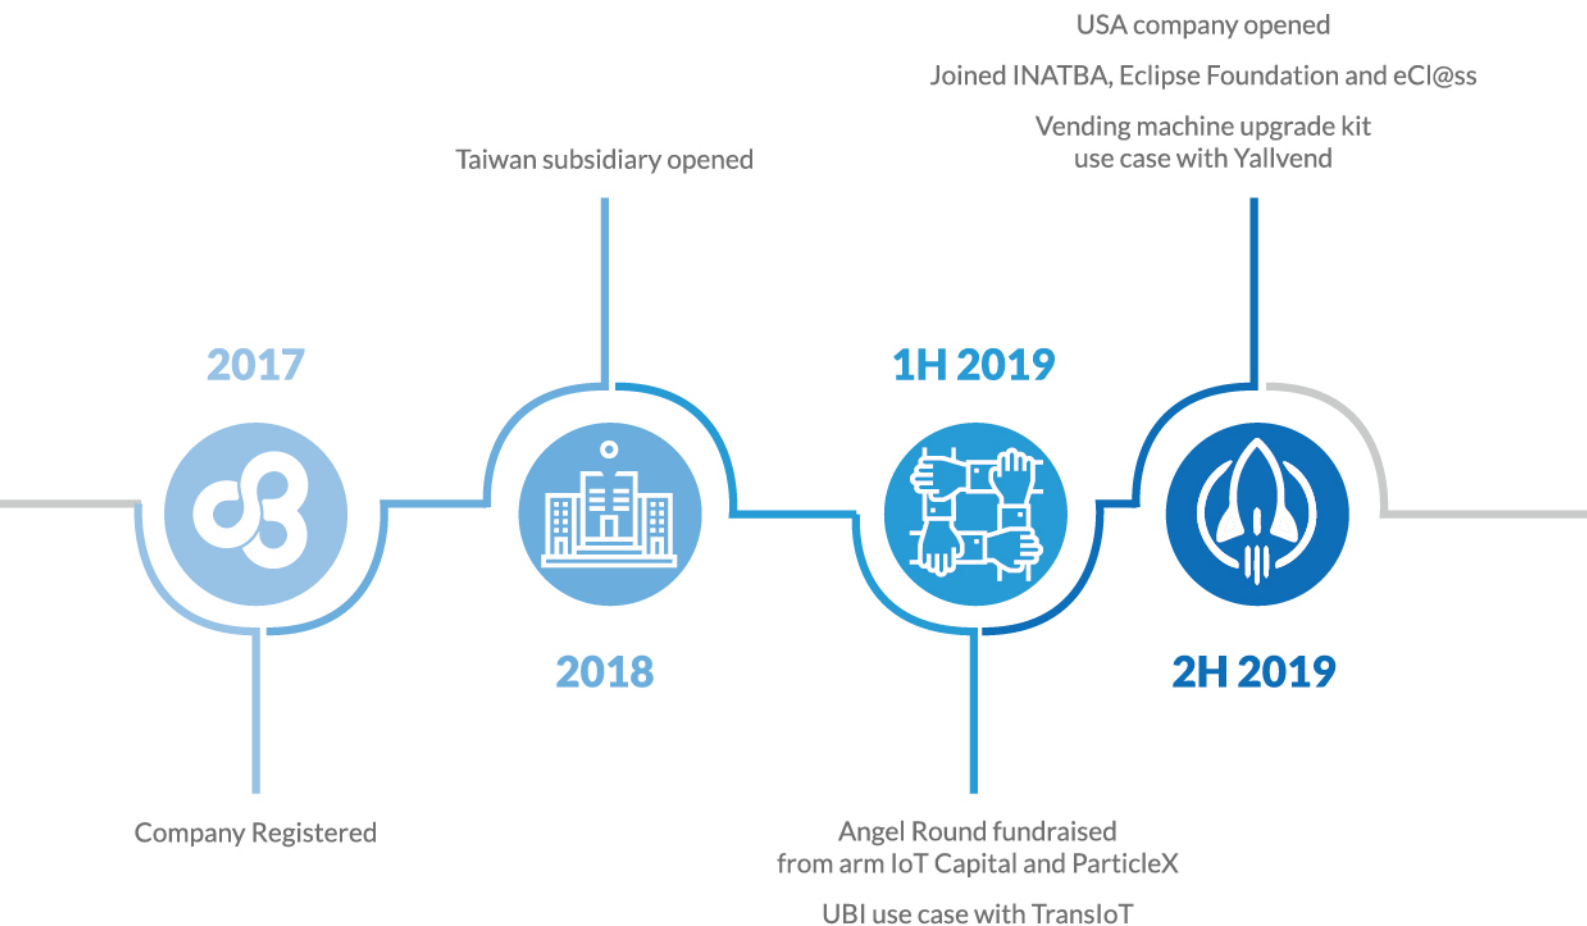 2017
Company Registered
Taiwan subsidiary opened
2018
1H 2019
Angel Round fundraised
from arm IoT Capital and ParticleX
UBI use case with TransIoT
USA company opened
Joined INATBA, Eclipse Foundation and eCl@ss
Vending machine upgrade kit
use case with Yallvend
2H 2019